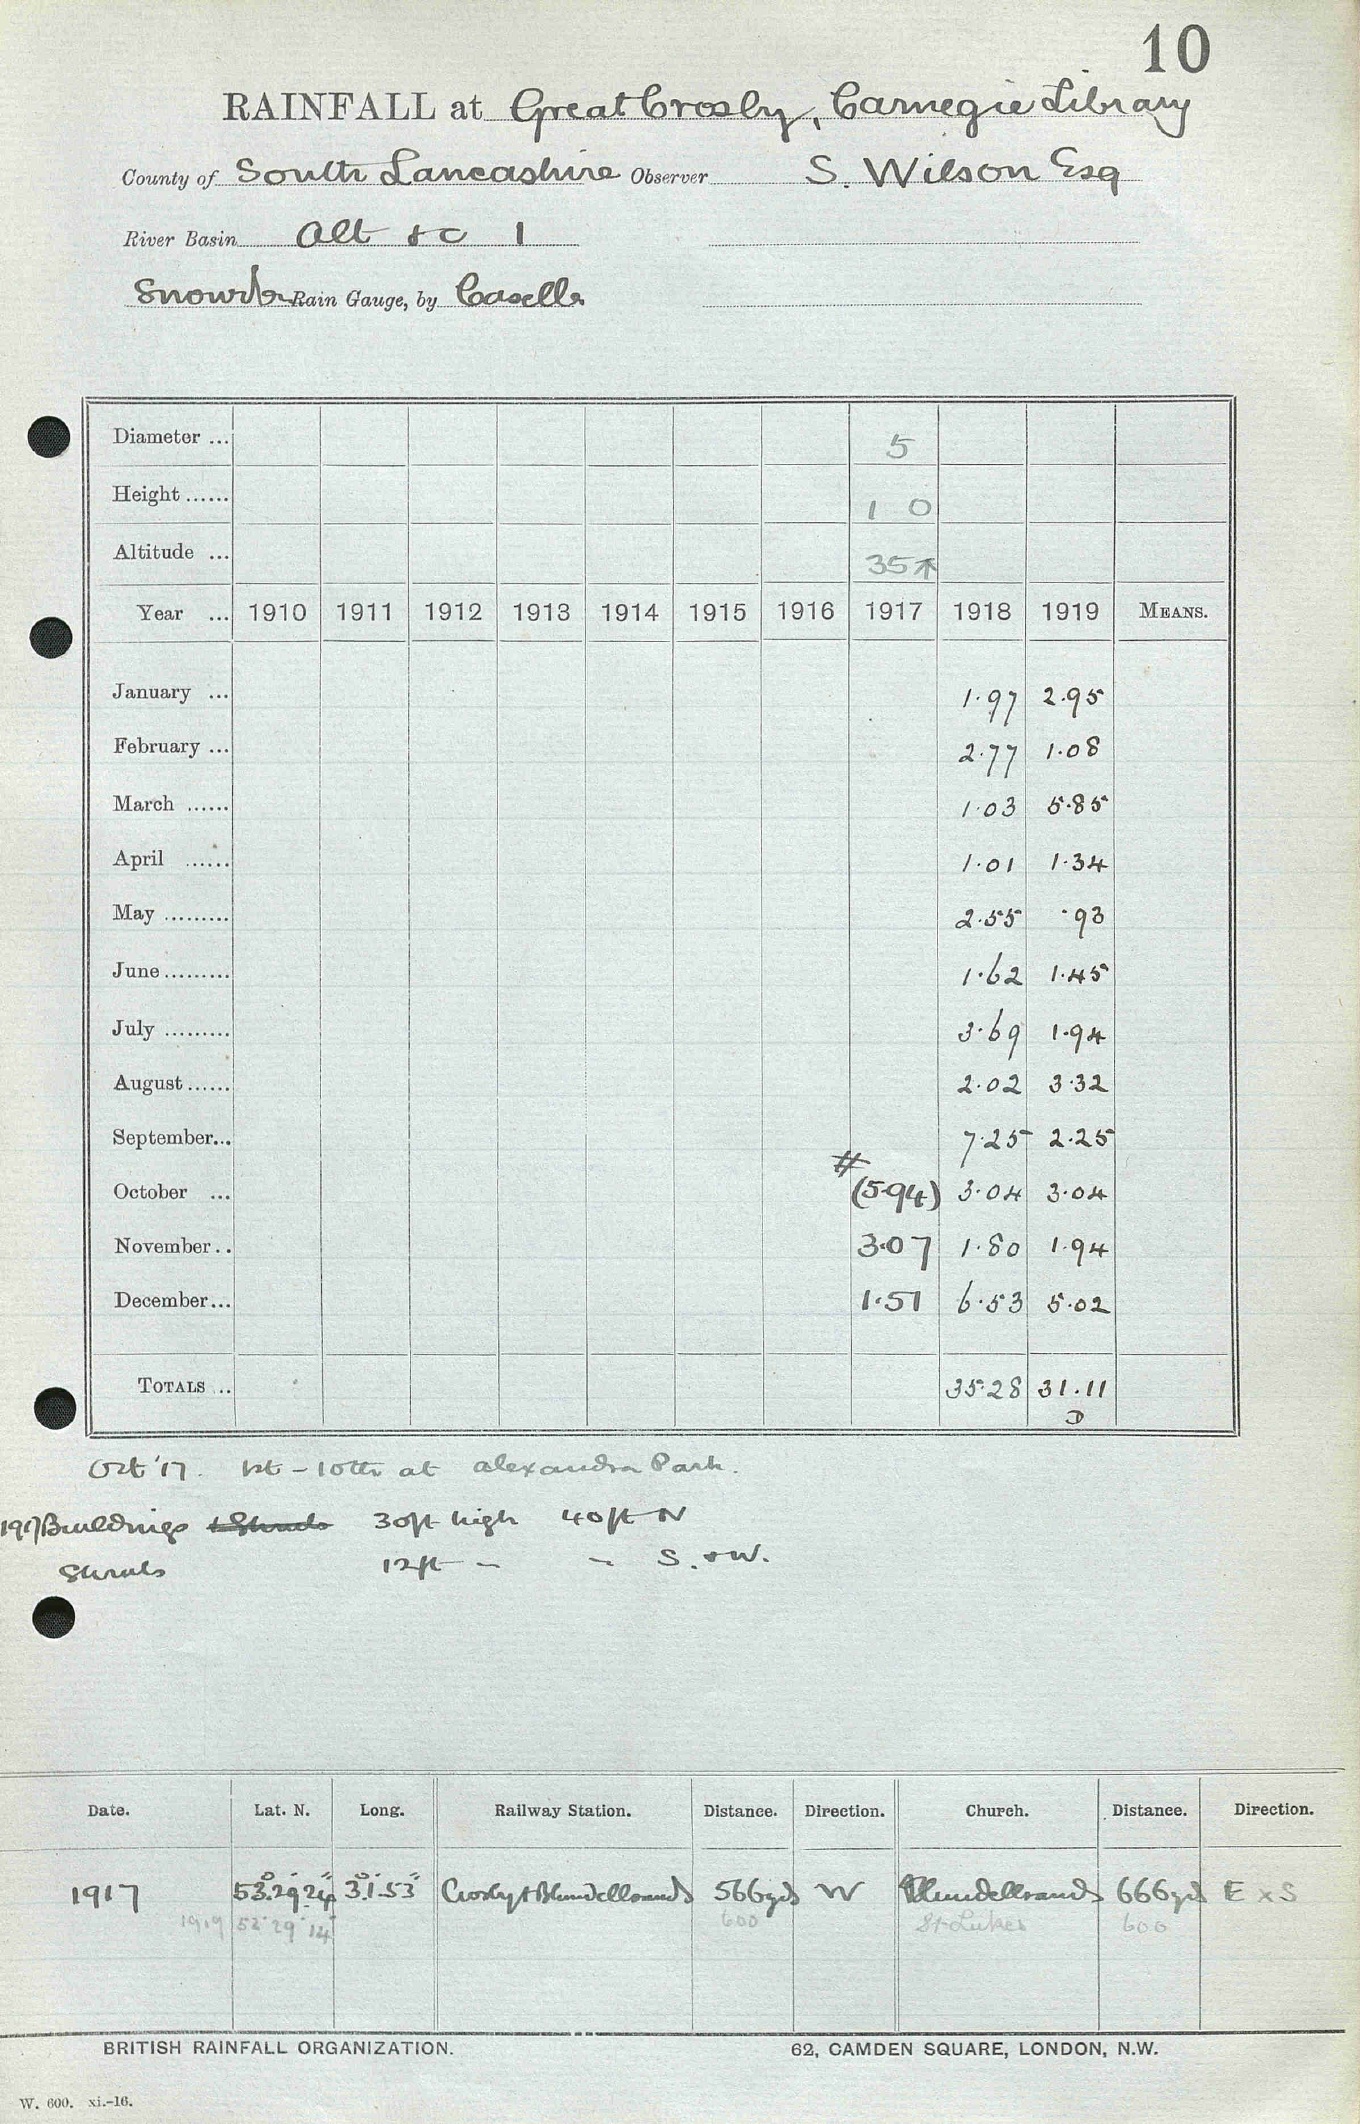 10
RAINFALL at Great Crosby, Carnegie Library
County of South Lancashire Observer S. Wilson Esq
River Basin Alt &c 1
Snowdon Rain Gauge, by Casella
Diameter ... 5
Height ...... 1 0
Altitude ... 35
Year ... 1910 1911 1912 1913 1914 1915 1916 1917 1918 1919 MEANS.
January ... 1.97 2.95
February ... 2.77 1.08
March ...... 1.03 5.85
April ...... 1.01 1.34
May ......... 2.55 .93
June ......... 1.62 1.45
July ......... 3.69 1.94
August ...... 2.02 3.32
September... 7.25 2.25
#
October ... (5.94) 3.04 3.04
November.. 3.07 1.80 1.94
December... 1.51 6.53 5.02
TOTALS ... 35.28 31.11
D
Oct '17. 1st - 10th at Alexandra Park.
1917 Buildings & Shrubs 30ft high 40ft N
Shrubs 12ft - - S. & W.
Date. Lat. N. Long. Railway Station. Distance. Direction. Church. Distance. Direction.
1917 53°.29'.24" 3°.1'.53" Crosby & Blundellsands 566yds W Blundellsands 666yds E x S
1919 53° 29' 14" 600 St Lukes 600
BRITISH RAINFALL ORGANIZATION. 62, CAMDEN SQUARE, LONDON, N.W.
W. 600. xi.-16.